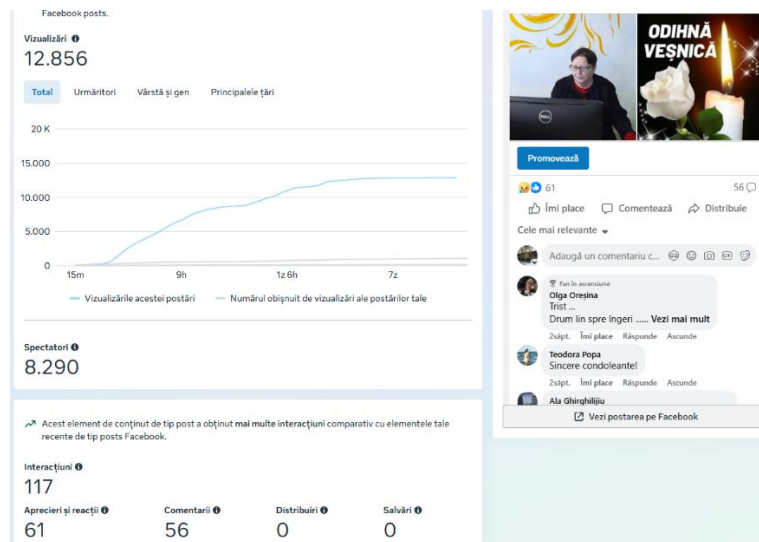 Facebook posts.
Vizualizări
12.856
Total Urmăritori Vârstă și gen Principalele țări
20 K
15.000
10.000
5.000
0
15m 9h 1z 6h 7z
Vizualizările acestei postări Numărul obișnuit de vizualizări ale postărilor tale
Spectatori
8.290
Acest element de conținut de tip post a obținut mai multe interacțiuni comparativ cu elementele tale
recente de tip posts Facebook.
Interacțiuni
117
Aprecieri și reacții Comentarii Distribuiri Salvări
61 56 0 0
ODIHNĂ
VEȘNICĂ
DELL
Promovează
61 56
Îmi place Comentează Distribuie
Cele mai relevante
Adaugă un comentariu c... GIF
Fan în ascensiune
Olga Oreșina
Trist ...
Drum lin spre îngeri ...... Vezi mai mult
2săpt. Îmi place Răspunde Ascunde
Teodora Popa
Sincere condoleante!
2săpt. Îmi place Răspunde Ascunde
Ala Ghirghilijiu
Vezi postarea pe Facebook